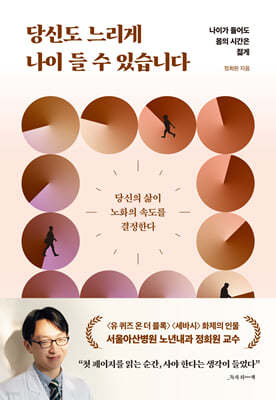 당신도 느리게
나이 들 수 있습니다
나이가 들어도
몸의 시간은
젊게
정희원 지음
당신의 삶이
노화의 속도를
결정한다
〈유 퀴즈 온 더 블록〉 〈세바시〉 화제의 인물
서울아산병원 노년내과 정희원 교수
“첫 페이지를 읽는 순간, 사야 한다는 생각이 들었다”